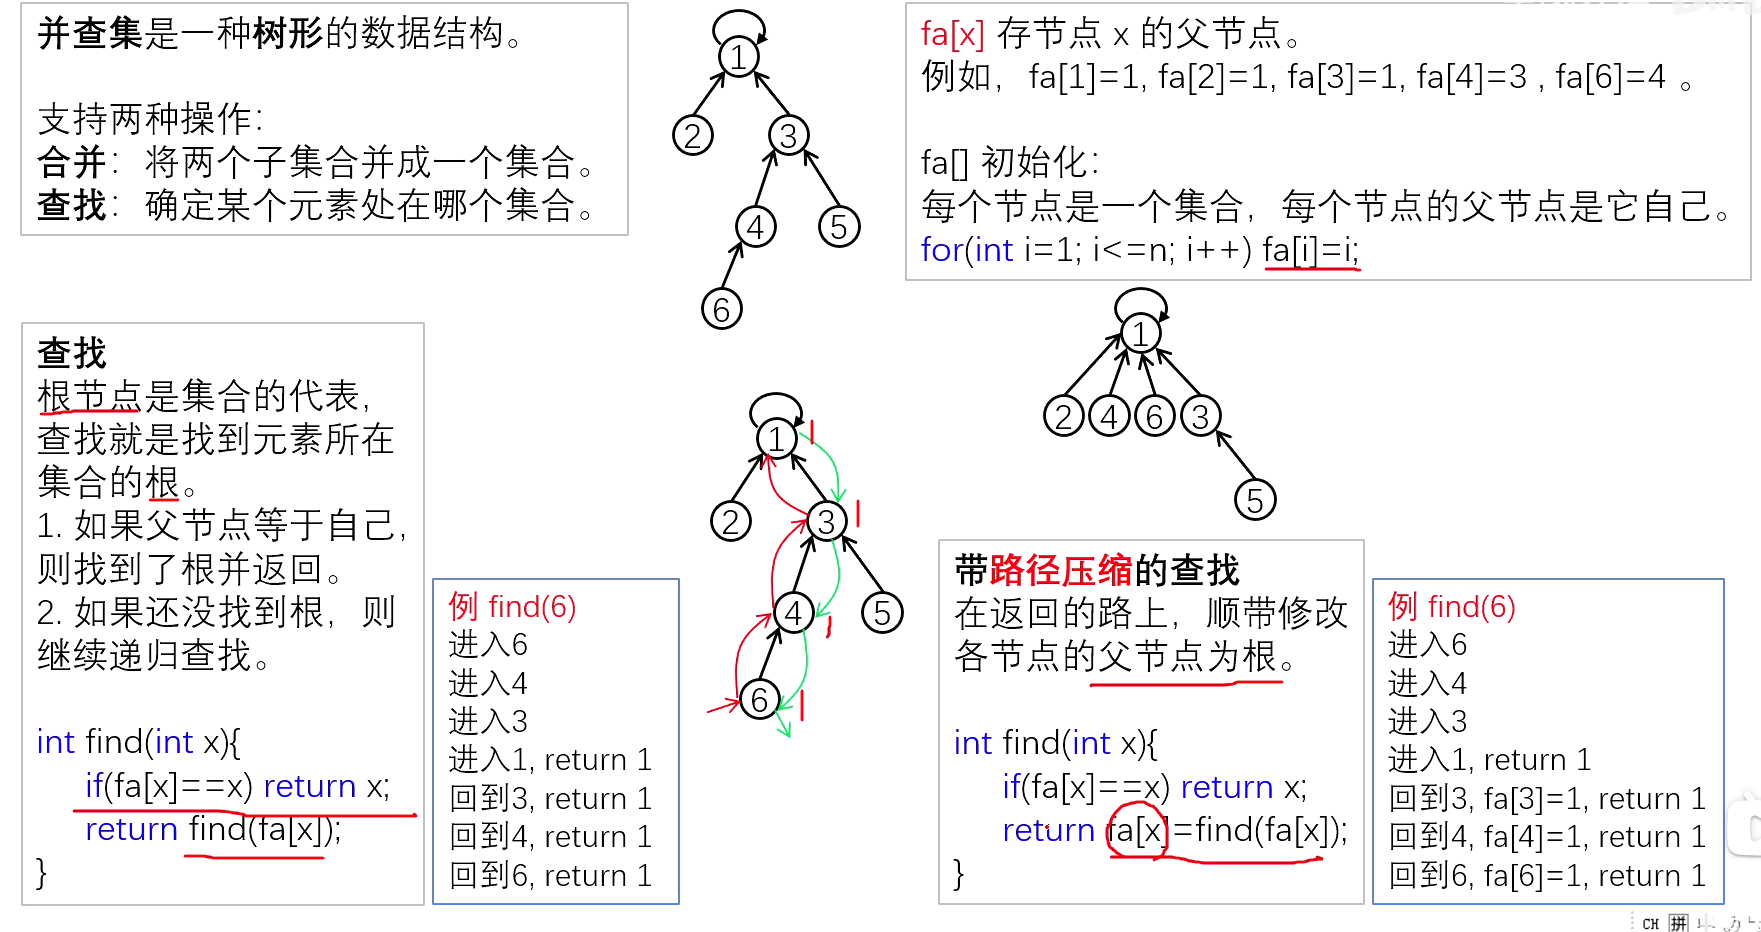 并查集是一种树形的数据结构。
支持两种操作：
合并：将两个子集合并成一个集合。
查找：确定某个元素处在哪个集合。
1
2
3
4
5
6
fa[x] 存节点 x 的父节点。
例如，fa[1]=1, fa[2]=1, fa[3]=1, fa[4]=3 , fa[6]=4 。
fa[] 初始化：
每个节点是一个集合，每个节点的父节点是它自己。
for(int i=1; i<=n; i++) fa[i]=i;
查找
根节点是集合的代表，
查找就是找到元素所在
集合的根。
1. 如果父节点等于自己，
则找到了根并返回。
2. 如果还没找到根，则
继续递归查找。
int find(int x){
if(fa[x]==x) return x;
return find(fa[x]);
}
例 find(6)
进入6
进入4
进入3
进入1, return 1
回到3, return 1
回到4, return 1
回到6, return 1
1 1
2
3 1
4 1
5
6 1
1
2 4 6 3
5
带路径压缩的查找
在返回的路上，顺带修改
各节点的父节点为根。
int find(int x){
if(fa[x]==x) return x;
return fa[x]=find(fa[x]);
}
例 find(6)
进入6
进入4
进入3
进入1, return 1
回到3, fa[3]=1, return 1
回到4, fa[4]=1, return 1
回到6, fa[6]=1, return 1
CH 拼